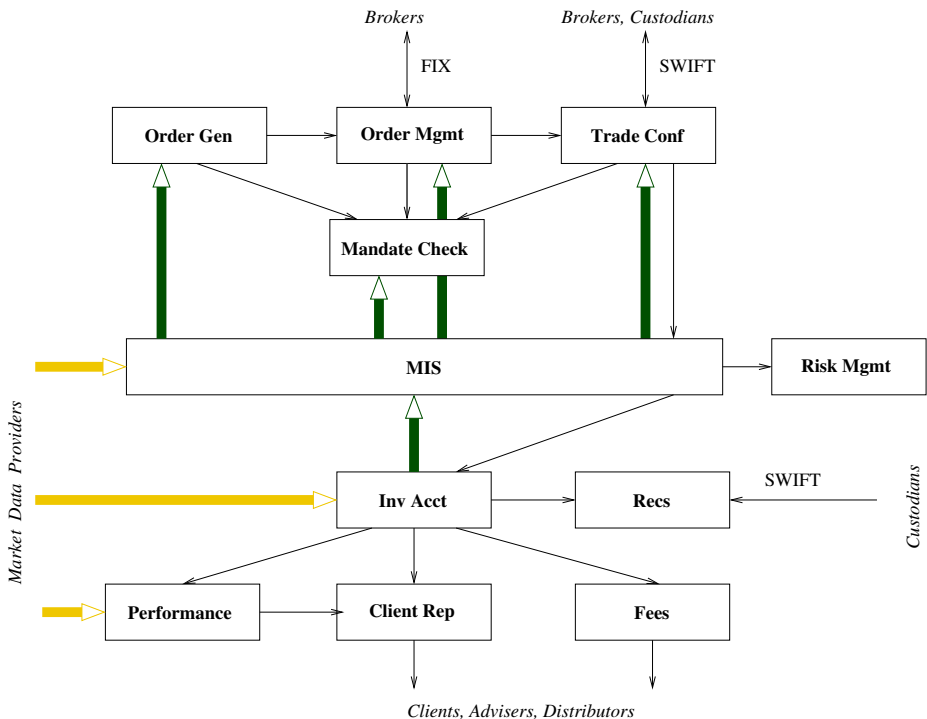 Brokers
Brokers, Custodians
FIX
SWIFT
Order Gen
Order Mgmt
Trade Conf
Mandate Check
MIS
Risk Mgmt
Market Data Providers
Inv Acct
Recs
SWIFT
Custodians
Performance
Client Rep
Fees
Clients, Advisers, Distributors